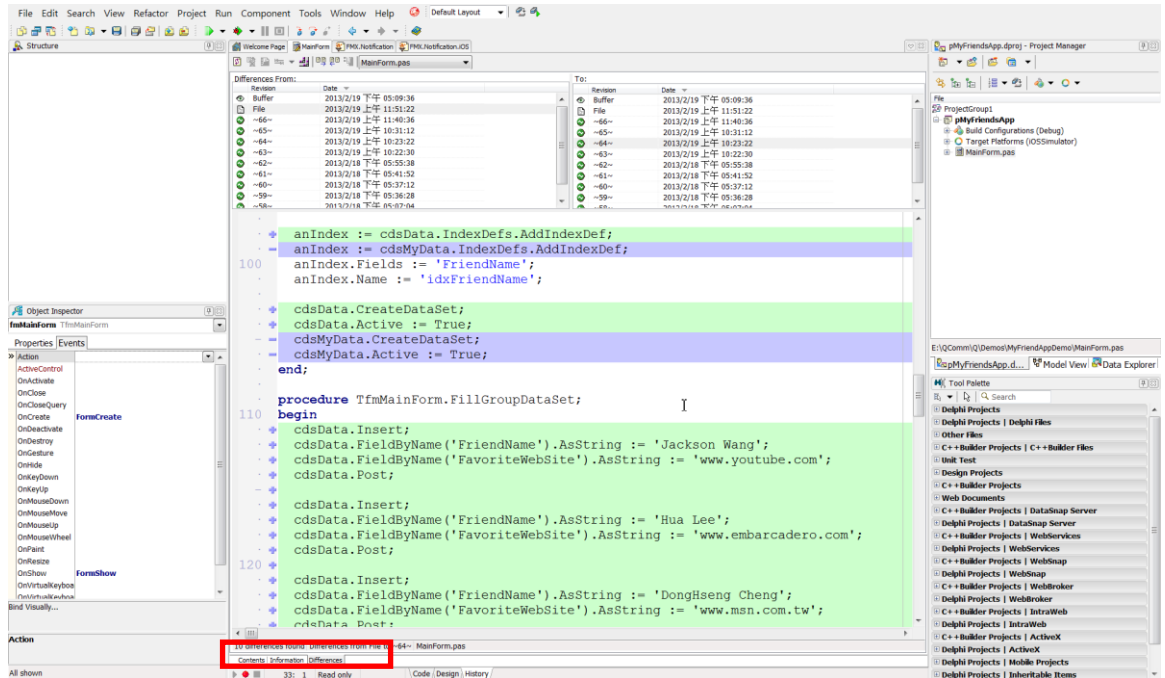 File Edit Search View Refactor Project Run Component Tools Window Help Default Layout
Structure
Welcome Page MainForm FMX.Notification FMX.Notification.iOS
MainForm.pas
Differences From:
Revision Date
Buffer 2013/2/19 下午 05:09:36
File 2013/2/19 上午 11:51:22
~66~ 2013/2/19 上午 11:40:36
~65~ 2013/2/19 上午 10:31:12
~64~ 2013/2/19 上午 10:23:22
~63~ 2013/2/19 上午 10:22:30
~62~ 2013/2/18 下午 05:55:38
~61~ 2013/2/18 下午 05:41:52
~60~ 2013/2/18 下午 05:37:12
~59~ 2013/2/18 下午 05:36:28
~58~ 2013/2/18 下午 05:07:04
To:
Revision Date
Buffer 2013/2/19 下午 05:09:36
File 2013/2/19 上午 11:51:22
~66~ 2013/2/19 上午 11:40:36
~65~ 2013/2/19 上午 10:31:12
~64~ 2013/2/19 上午 10:23:22
~63~ 2013/2/19 上午 10:22:30
~62~ 2013/2/18 下午 05:55:38
~61~ 2013/2/18 下午 05:41:52
~60~ 2013/2/18 下午 05:37:12
~59~ 2013/2/18 下午 05:36:28
anIndex := cdsData.IndexDefs.AddIndexDef;
anIndex := cdsMyData.IndexDefs.AddIndexDef;
100 anIndex.Fields := 'FriendName';
anIndex.Name := 'idxFriendName';
cdsData.CreateDataSet;
cdsData.Active := True;
cdsMyData.CreateDataSet;
cdsMyData.Active := True;
end;
procedure TfmMainForm.FillGroupDataSet;
110 begin
cdsData.Insert;
cdsData.FieldByName('FriendName').AsString := 'Jackson Wang';
cdsData.FieldByName('FavoriteWebSite').AsString := 'www.youtube.com';
cdsData.Post;
cdsData.Insert;
cdsData.FieldByName('FriendName').AsString := 'Hua Lee';
cdsData.FieldByName('FavoriteWebSite').AsString := 'www.embarcadero.com';
cdsData.Post;
120
cdsData.Insert;
cdsData.FieldByName('FriendName').AsString := 'DongHseng Cheng';
cdsData.FieldByName('FavoriteWebSite').AsString := 'www.msn.com.tw';
cdsData.Post;
10 differences found Differences from File to ~64~ MainForm.pas
Contents Information Differences
33: 1 Read only Code Design History
Object Inspector
fmMainForm TfmMainForm
Properties Events
Action
ActiveControl
OnActivate
OnClose
OnCloseQuery
OnCreate FormCreate
OnDeactivate
OnDestroy
OnGesture
OnHide
OnKeyDown
OnKeyUp
OnMouseDown
OnMouseMove
OnMouseUp
OnMouseWheel
OnPaint
OnResize
OnShow FormShow
OnVirtualKeyboa
OnVirtualKeyboa
Bind Visually...
Action
All shown
pMyFriendsApp.dproj - Project Manager
File
ProjectGroup1
pMyFriendsApp
Build Configurations (Debug)
Target Platforms (iOSSimulator)
MainForm.pas
E:\QComm\Q\Demos\MyFriendAppDemo\MainForm.pas
pMyFriendsApp.d... Model View Data Explorer
Tool Palette
Search
Delphi Projects
Delphi Projects | Delphi Files
Other Files
C++Builder Projects | C++Builder Files
Unit Test
Design Projects
C++Builder Projects
Web Documents
C++Builder Projects | DataSnap Server
Delphi Projects | DataSnap Server
C++Builder Projects | WebServices
Delphi Projects | WebServices
C++Builder Projects | WebSnap
Delphi Projects | WebSnap
C++Builder Projects | WebBroker
Delphi Projects | WebBroker
C++Builder Projects | IntraWeb
Delphi Projects | IntraWeb
C++Builder Projects | ActiveX
Delphi Projects | ActiveX
Delphi Projects | Mobile Projects
Delphi Projects | Inheritable Items